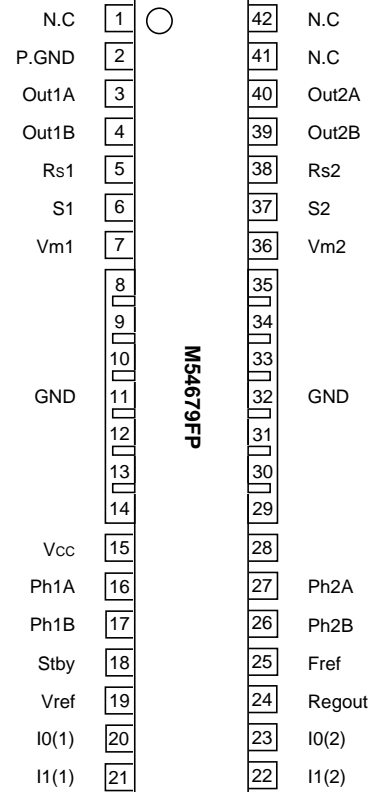 N.C 1 42 N.C
P.GND 2 41 N.C
Out1A 3 40 Out2A
Out1B 4 39 Out2B
Rs1 5 38 Rs2
S1 6 37 S2
Vm1 7 36 Vm2
8 35
9 34
10 33
GND 11 32 GND
12 31
13 30
14 29
M54679FP
Vcc 15 28
Ph1A 16 27 Ph2A
Ph1B 17 26 Ph2B
Stby 18 25 Fref
Vref 19 24 Regout
I0(1) 20 23 I0(2)
I1(1) 21 22 I1(2)